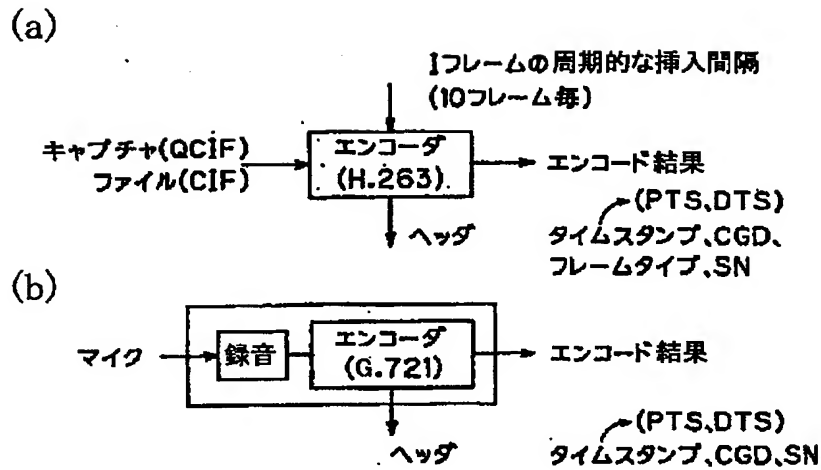 (a)
Iフレームの周期的な挿入間隔
(10フレーム毎)
キャプチャ(QCIF)
ファイル(CIF)
エンコーダ
(H.263)
エンコード結果
(PTS、DTS)
ヘッダ
タイムスタンプ、CGD、
フレームタイプ、SN
(b)
マイク
録音
エンコーダ
(G.721)
エンコード結果
(PTS、DTS)
ヘッダ
タイムスタンプ、CGD、SN